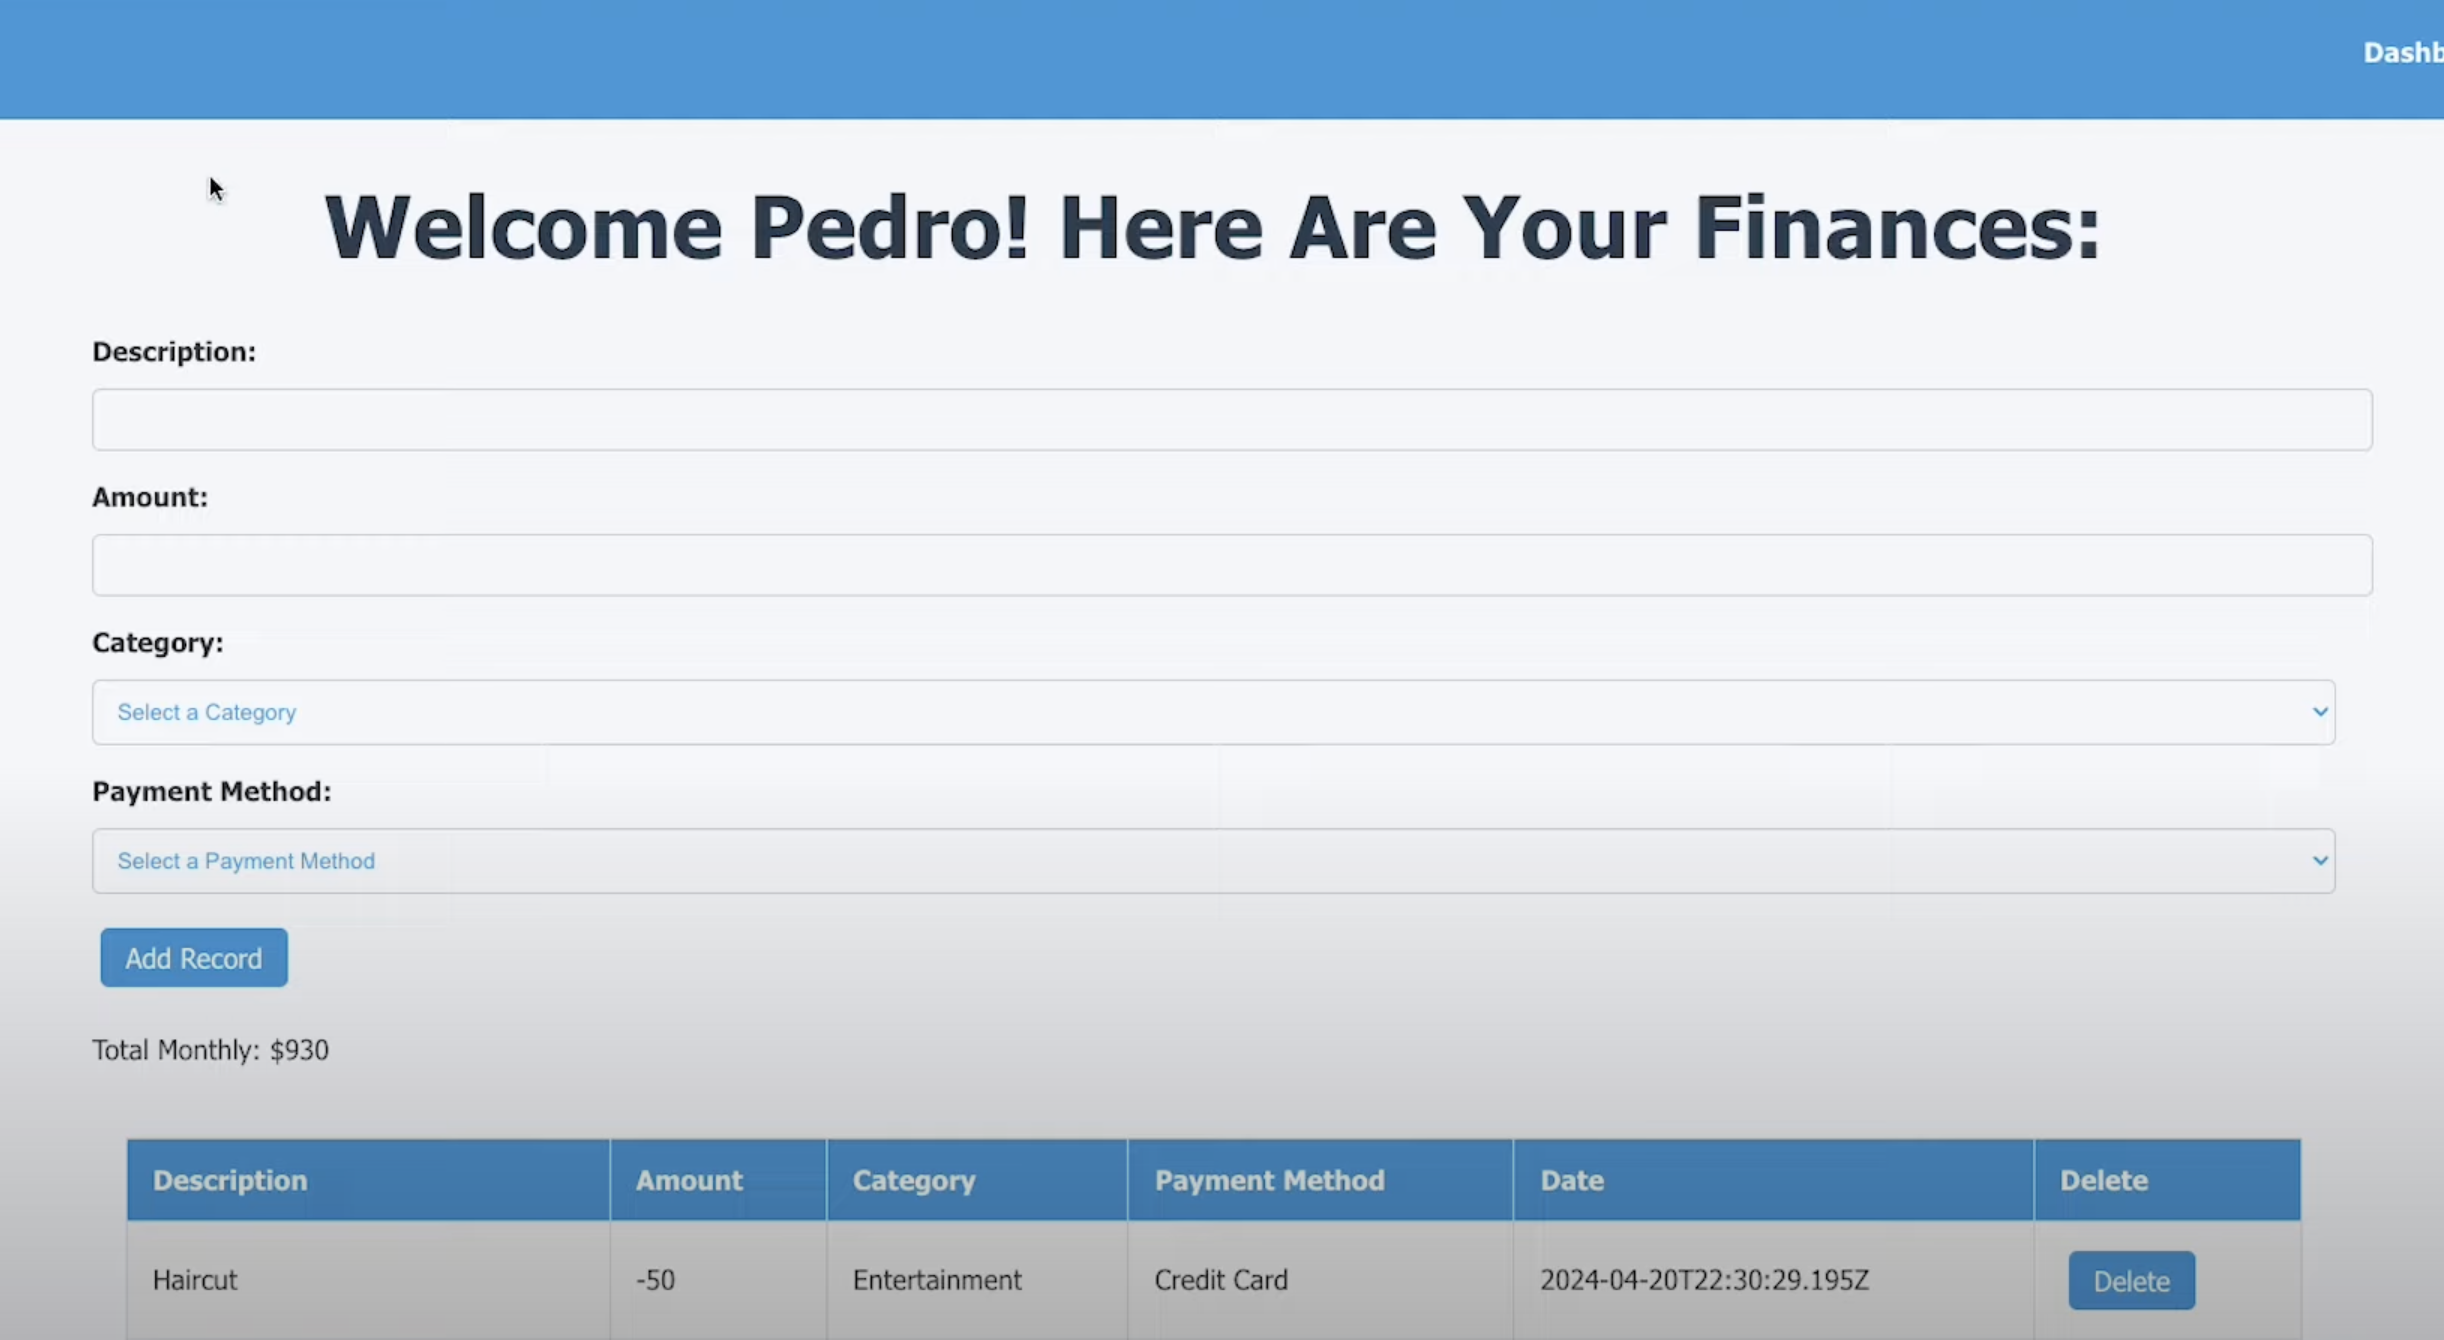 Dashb
Welcome Pedro! Here Are Your Finances:
Description:
Amount:
Category:
Select a Category
Payment Method:
Select a Payment Method
Add Record
Total Monthly: $930
Description Amount Category Payment Method Date Delete
Haircut -50 Entertainment Credit Card 2024-04-20T22:30:29.195Z Delete